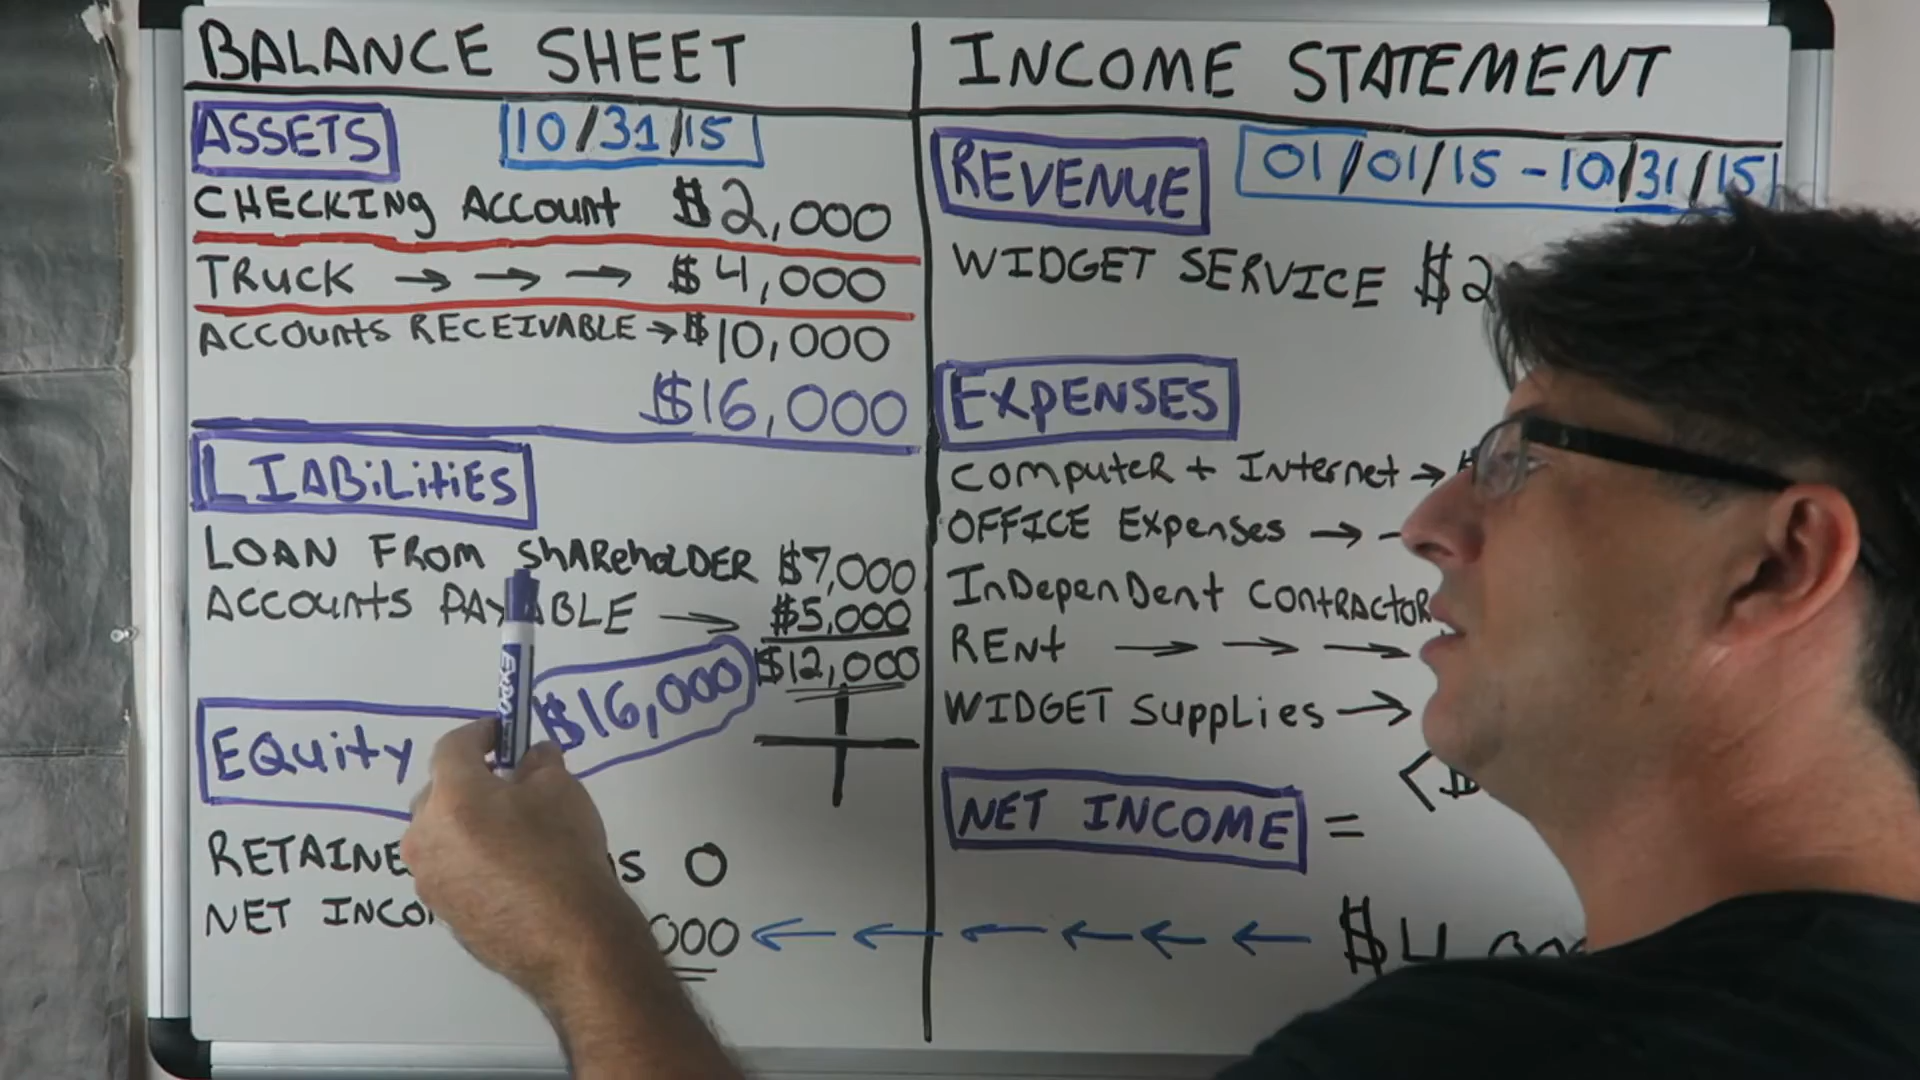 BALANCE SHEET
ASSETS 10/31/15
CHECKING Account $2,000
TRUCK → → → $4,000
Accounts RECEIVABLE → $10,000
$16,000
LIABiLitiES
LOAN FROM ShAReholDER $7,000
Accounts PAYABLE → $5,000
$12,000
$16,000
EQuity
0
NET
INCOME STATEMENT
REVENUE 01/01/15 - 10/31/15
WIDGET SERVICE
EXPENSES
Computer + Internet →
OFFICE Expenses →
InDepenDent ContRActoR
RENt → → →
WIDGET SuppLies →
NET INCOME =
← ← ← ← ← ←
EXPO